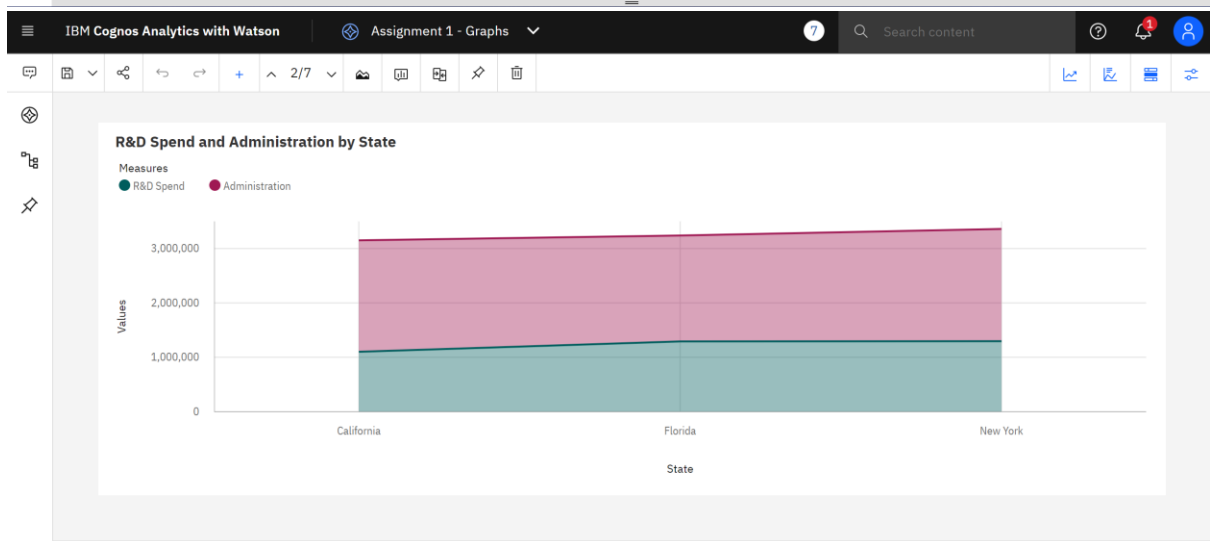 IBM Cognos Analytics with Watson
Assignment 1 - Graphs
7
Search content
1
2/7
R&D Spend and Administration by State
Measures
R&D Spend Administration
3,000,000
2,000,000
1,000,000
0
Values
California Florida New York
State